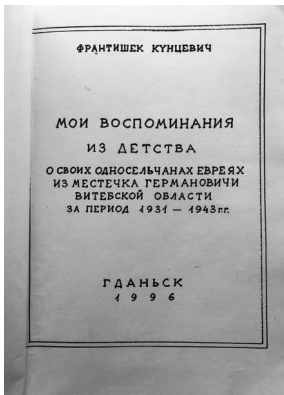 ФРАНТИШЕК КУНЦЕВИЧ
МОИ ВОСПОМИНАНИЯ
ИЗ ДЕТСТВА
О СВОИХ ОДНОСЕЛЬЧАНАХ ЕВРЕЯХ
ИЗ МЕСТЕЧКА ГЕРМАНОВИЧИ
ВИТЕБСКОЙ ОБЛАСТИ
ЗА ПЕРИОД 1931 — 1943 г.г.
ГДАНЬСК
1996